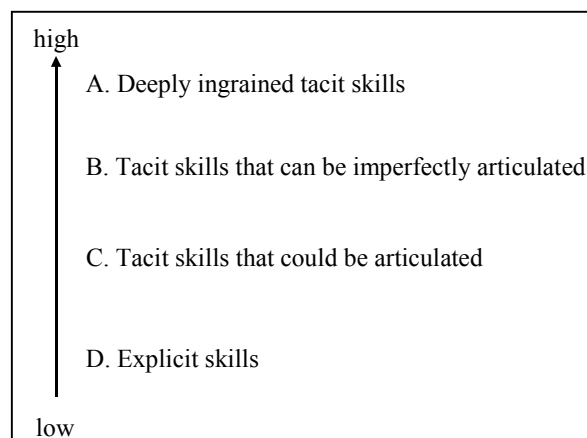 high
A. Deeply ingrained tacit skills
B. Tacit skills that can be imperfectly articulated
C. Tacit skills that could be articulated
D. Explicit skills
low